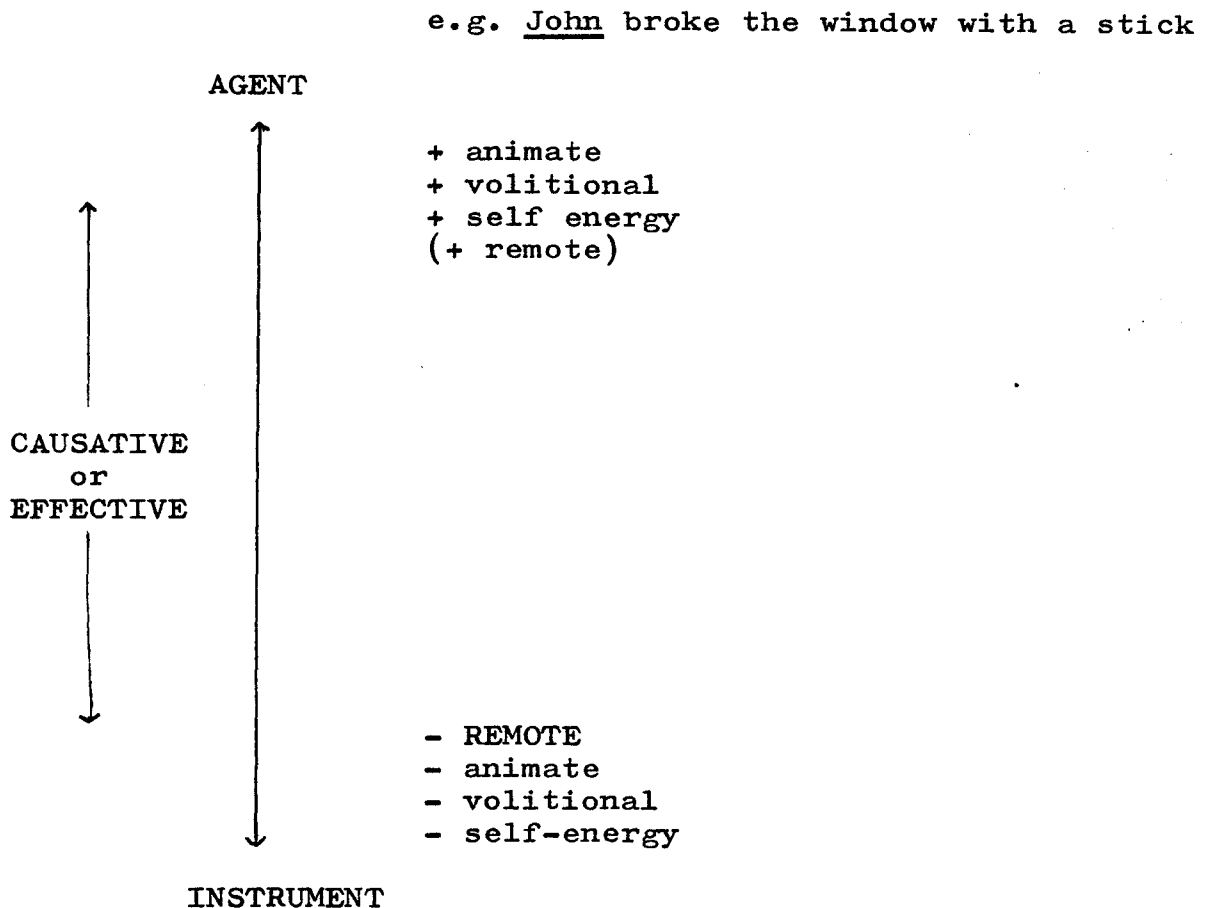 e.g. John broke the window with a stick
AGENT
+ animate
+ volitional
+ self energy
(+ remote)
CAUSATIVE
or
EFFECTIVE
- REMOTE
- animate
- volitional
- self-energy
INSTRUMENT